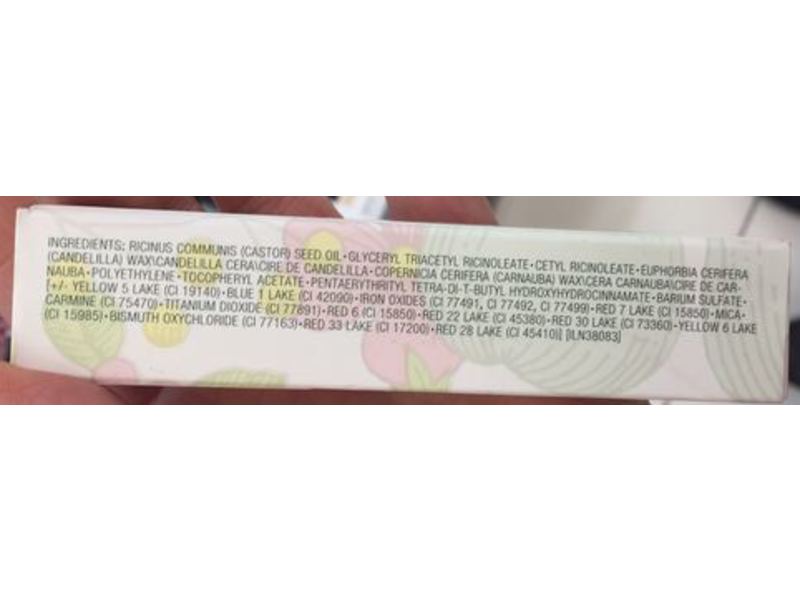 INGREDIENTS: RICINUS COMMUNIS (CASTOR) SEED OIL • GLYCERYL TRIACETYL RICINOLEATE • CETYL RICINOLEATE • EUPHORBIA CERIFERA
(CANDELILLA) WAX\CANDELILLA CERA\CIRE DE CANDELILLA • COPERNICIA CERIFERA (CARNAUBA) WAX\CERA CARNAUBA\CIRE DE CAR-
NAUBA • POLYETHYLENE • TOCOPHERYL ACETATE • PENTAERYTHRITYL TETRA-DI-T-BUTYL HYDROXYHYDROCINNAMATE • BARIUM SULFATE •
[+/- YELLOW 5 LAKE (CI 19140) • BLUE 1 LAKE (CI 42090) • IRON OXIDES (CI 77491, CI 77492, CI 77499) • RED 7 LAKE (CI 15850) • MICA •
CARMINE (CI 75470) • TITANIUM DIOXIDE (CI 77891) • RED 6 (CI 15850) • RED 22 LAKE (CI 45380) • RED 30 LAKE (CI 73360) • YELLOW 6 LAKE
(CI 15985) • BISMUTH OXYCHLORIDE (CI 77163) • RED 33 LAKE (CI 17200) • RED 28 LAKE (CI 45410)] [ILN38083]